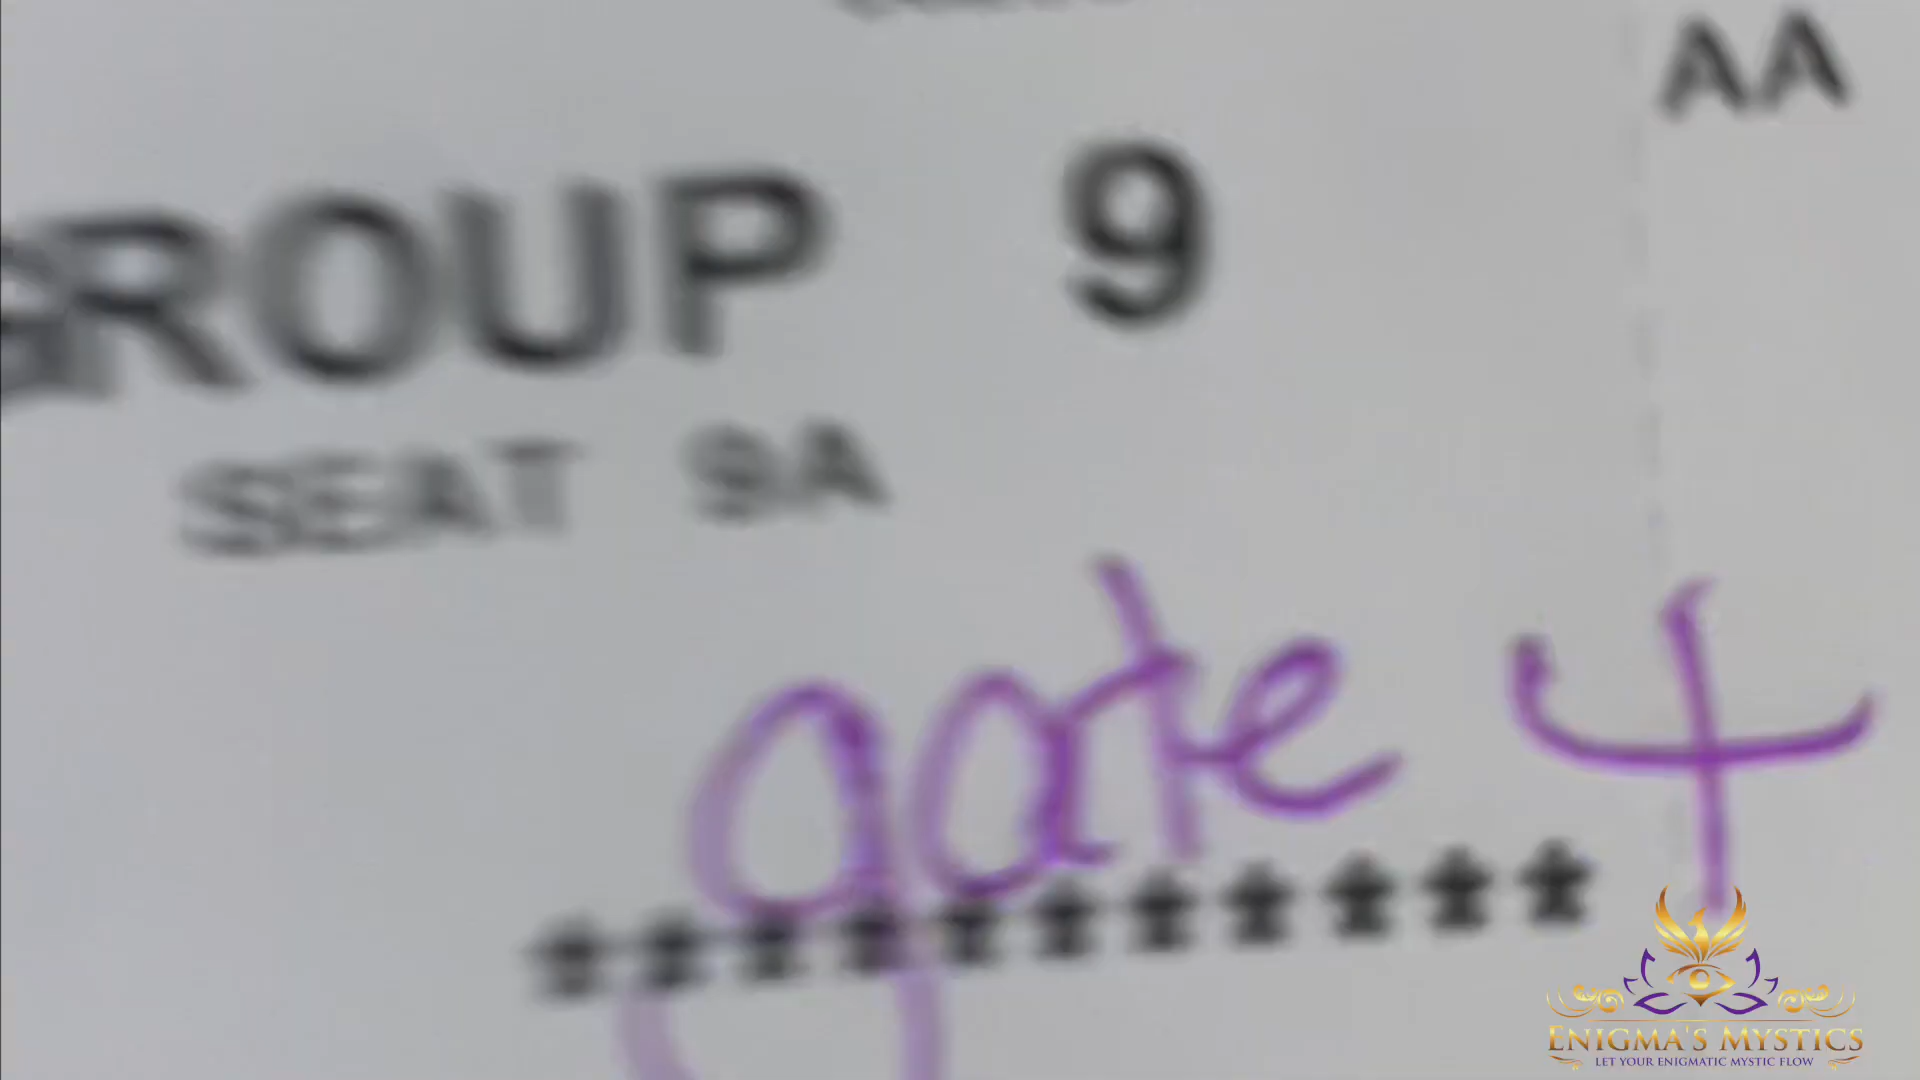 AA
GROUP 9
SEAT 9A
gate 4
***********
ENIGMA'S MYSTICS
LET YOUR ENIGMATIC MYSTIC FLOW